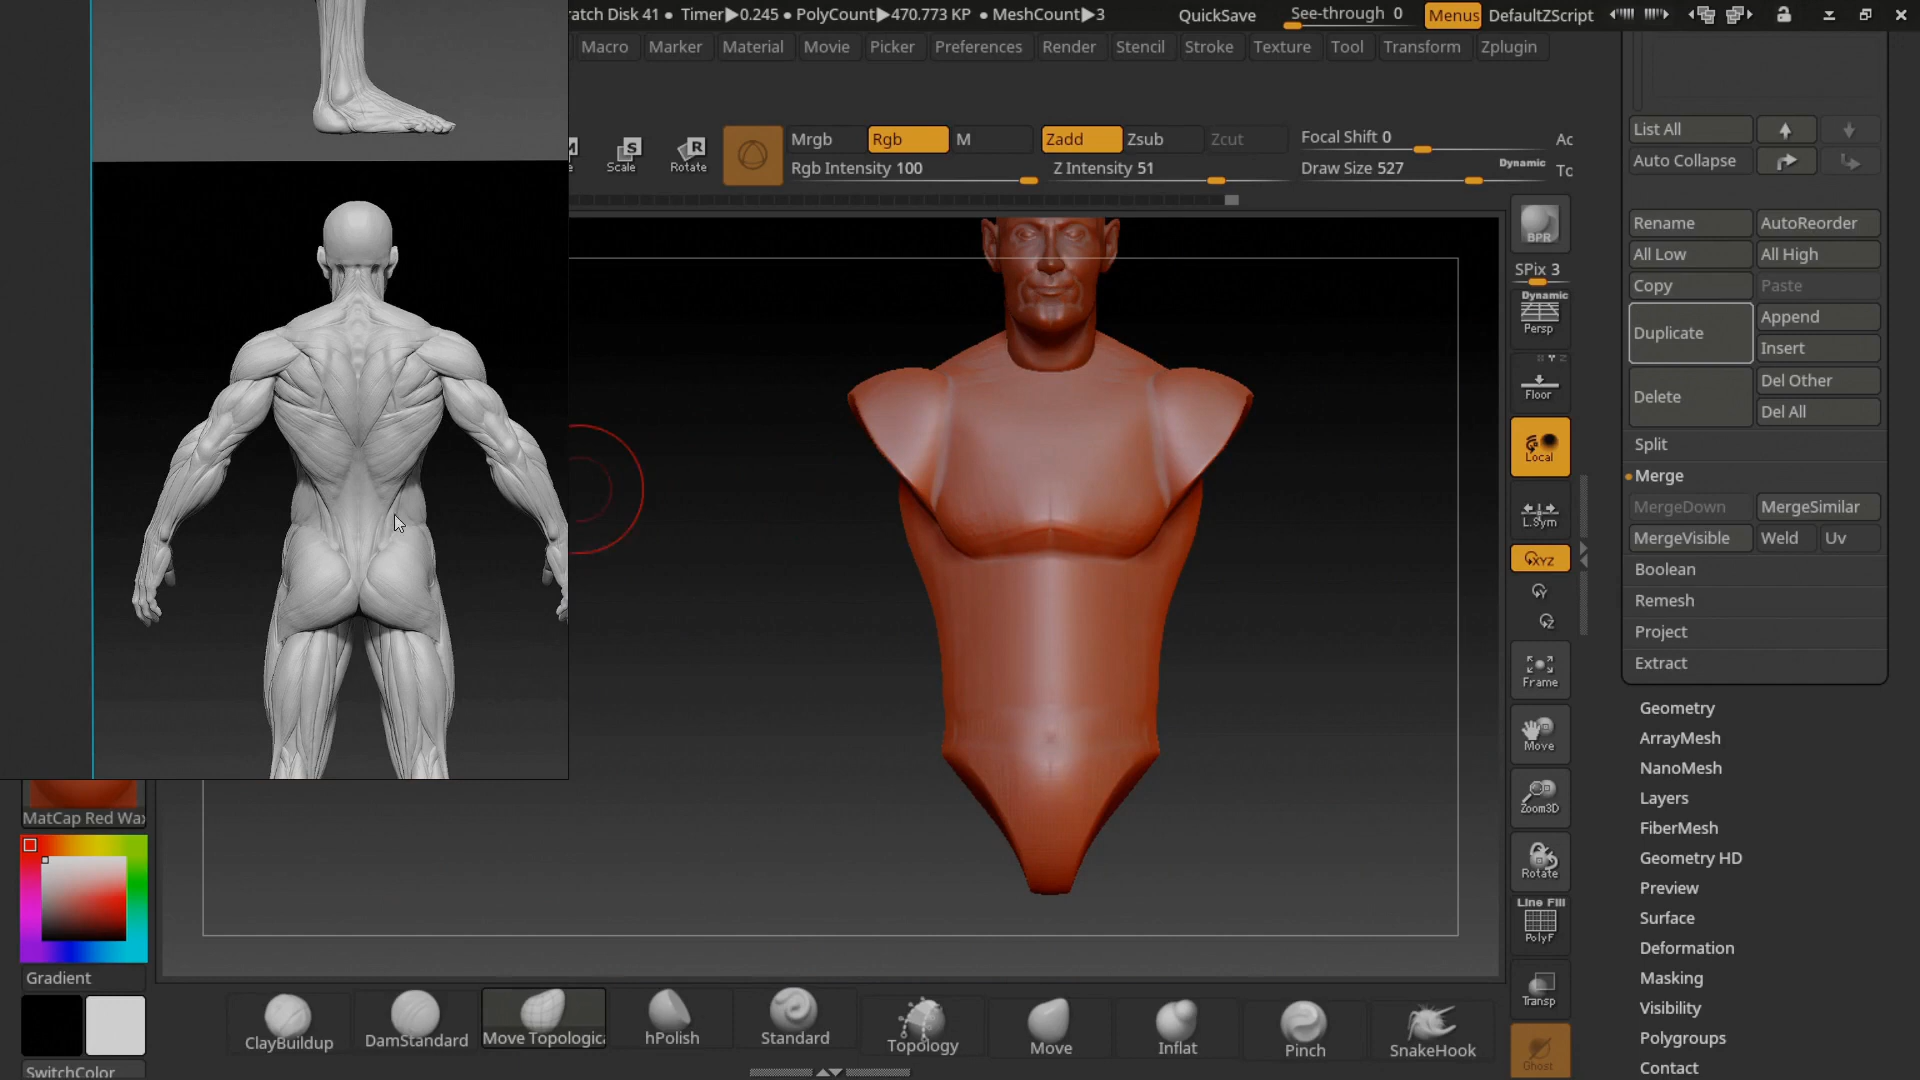 ratch Disk 41 • Timer▶0.245 • PolyCount▶470.773 KP • MeshCount▶3
QuickSave
See-through 0
Menus
DefaultZScript
Macro
Marker
Material
Movie
Picker
Preferences
Render
Stencil
Stroke
Texture
Tool
Transform
Zplugin
Scale
Rotate
Mrgb
Rgb
M
Zadd
Zsub
Zcut
Focal Shift 0
Ac
Rgb Intensity 100
Z Intensity 51
Draw Size 527
Dynamic
To
BPR
SPix 3
Dynamic
Persp
Floor
Local
L.Sym
XYZ
Y
Z
Frame
Move
Zoom3D
Rotate
Line Fill
PolyF
Transp
Ghost
List All
Auto Collapse
Rename
AutoReorder
All Low
All High
Copy
Paste
Duplicate
Append
Insert
Delete
Del Other
Del All
Split
Merge
MergeDown
MergeSimilar
MergeVisible
Weld
Uv
Boolean
Remesh
Project
Extract
Geometry
ArrayMesh
NanoMesh
Layers
FiberMesh
Geometry HD
Preview
Surface
Deformation
Masking
Visibility
Polygroups
Contact
MatCap Red Wax
Gradient
SwitchColor
ClayBuildup
DamStandard
Move Topologica
hPolish
Standard
Topology
Move
Inflat
Pinch
SnakeHook